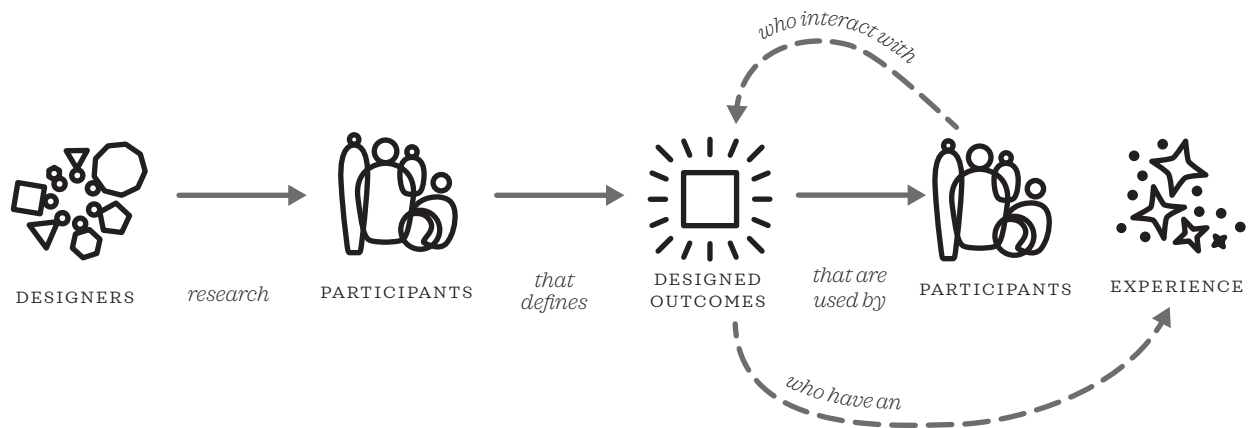 who interact with
DESIGNERS
research
PARTICIPANTS
that
defines
DESIGNED
OUTCOMES
that are
used by
PARTICIPANTS
EXPERIENCE
who have an